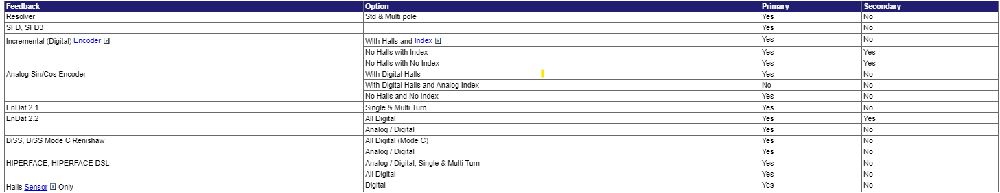 Feedback Option Primary Secondary
Resolver Std & Multi pole Yes No
SFD, SFD3 Yes No
Incremental (Digital) Encoder With Halls and Index Yes No
No Halls with Index Yes Yes
No Halls with No Index Yes Yes
Analog Sin/Cos Encoder With Digital Halls Yes No
With Digital Halls and Analog Index No No
No Halls and No Index Yes No
EnDat 2.1 Single & Multi Turn Yes No
EnDat 2.2 All Digital Yes Yes
Analog / Digital Yes No
BiSS, BiSS Mode C Renishaw All Digital (Mode C) Yes No
Analog / Digital Yes No
HIPERFACE, HIPERFACE DSL Analog / Digital; Single & Multi Turn Yes No
All Digital Yes No
Halls Sensor Only Digital Yes No